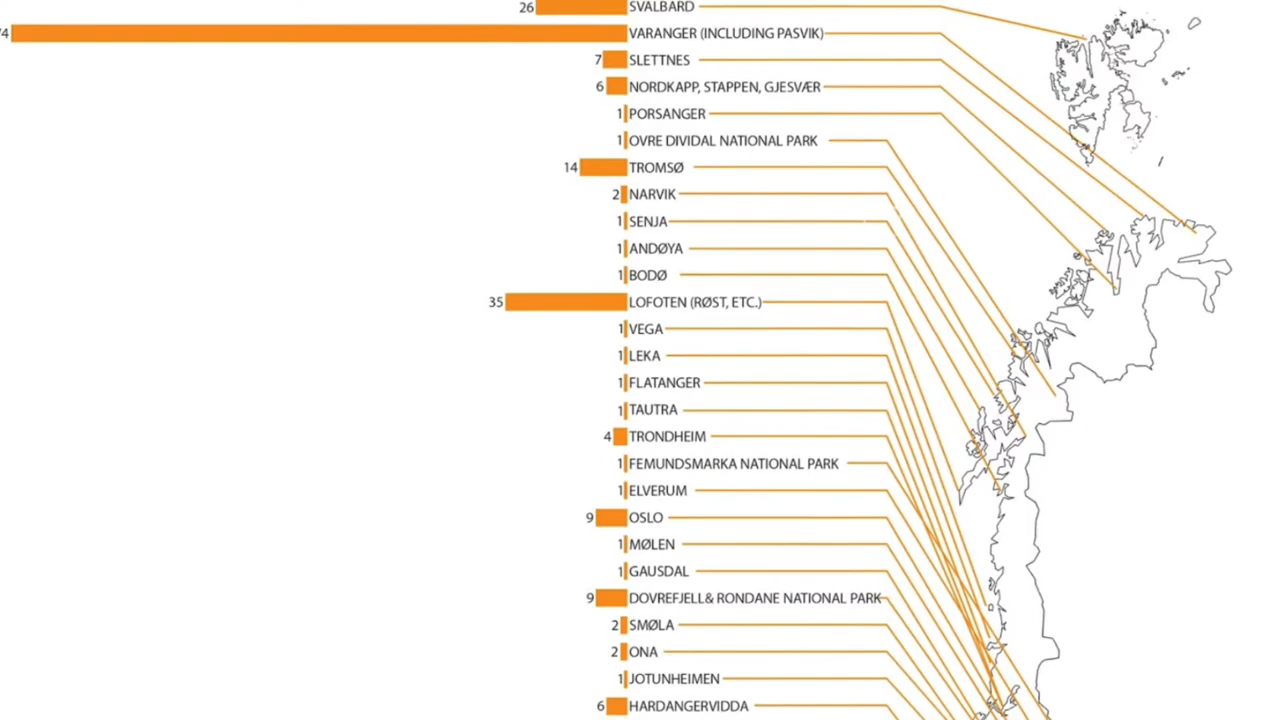 26 SVALBARD
VARANGER (INCLUDING PASVIK)
7 SLETTNES
6 NORDKAPP, STAPPEN, GJESVÆR
1 PORSANGER
1 OVRE DIVIDAL NATIONAL PARK
14 TROMSØ
2 NARVIK
1 SENJA
1 ANDØYA
1 BODØ
35 LOFOTEN (RØST, ETC.)
1 VEGA
1 LEKA
1 FLATANGER
1 TAUTRA
4 TRONDHEIM
1 FEMUNDSMARKA NATIONAL PARK
1 ELVERUM
9 OSLO
1 MØLEN
1 GAUSDAL
9 DOVREFJELL& RONDANE NATIONAL PARK
2 SMØLA
2 ONA
1 JOTUNHEIMEN
6 HARDANGERVIDDA